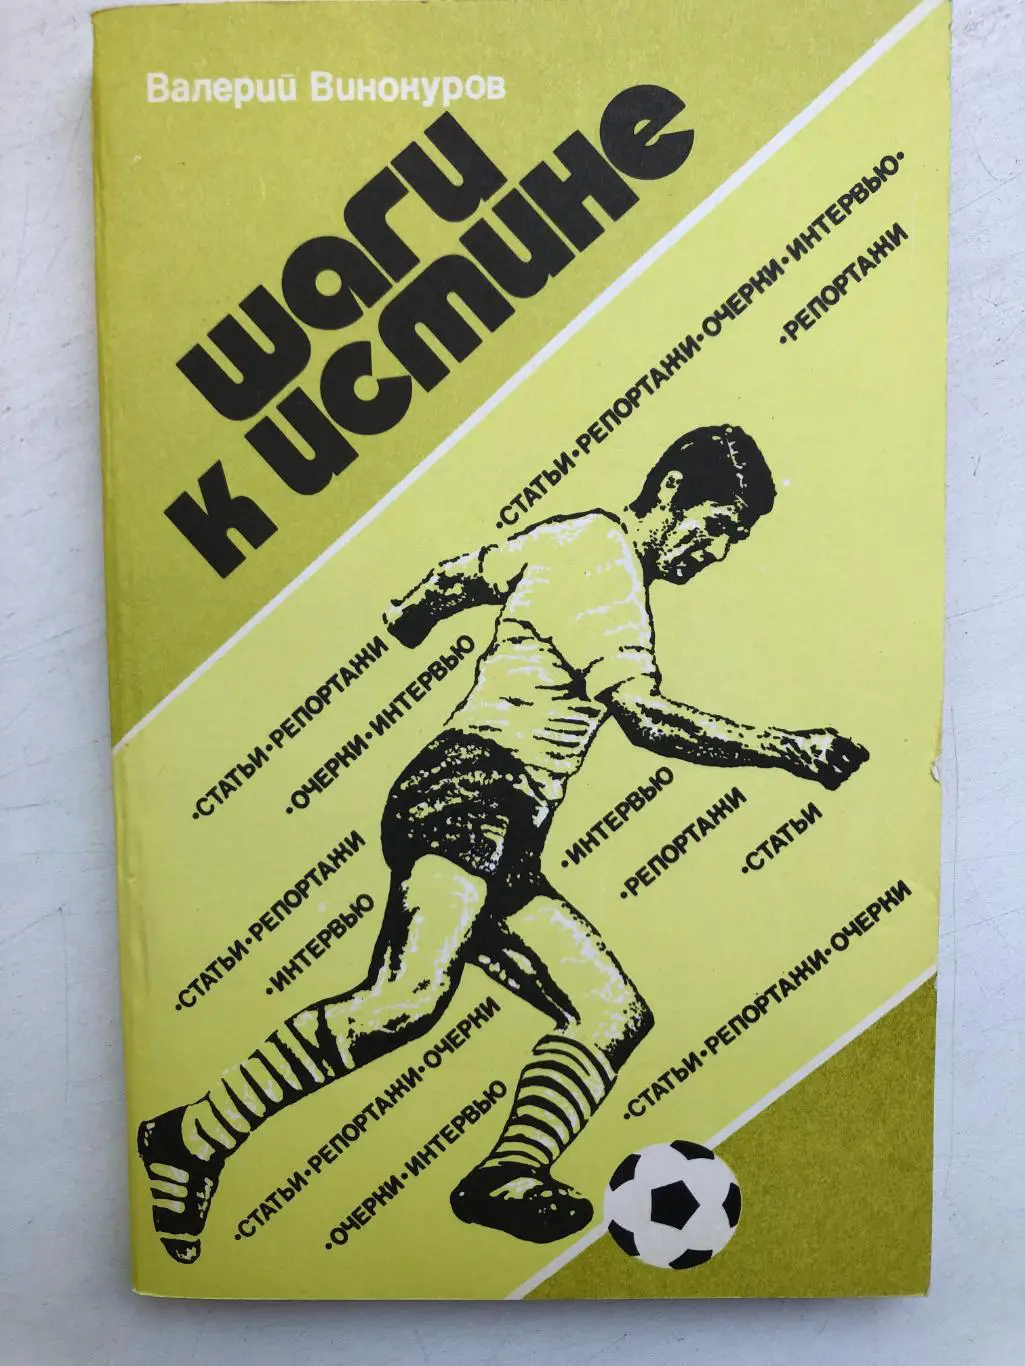 Валерий Винокуров
шаги
к истине
•СТАТЬИ•РЕПОРТАЖИ•ОЧЕРКИ•ИНТЕРВЬЮ•
•РЕПОРТАЖИ
•СТАТЬИ•РЕПОРТАЖИ
•ОЧЕРКИ•ИНТЕРВЬЮ
•ИНТЕРВЬЮ
•РЕПОРТАЖИ
•СТАТЬИ
•СТАТЬИ•РЕПОРТАЖИ
•ИНТЕРВЬЮ
•СТАТЬИ•РЕПОРТАЖИ•ОЧЕРКИ
•СТАТЬИ•РЕПОРТАЖИ•ОЧЕРКИ
•ОЧЕРКИ•ИНТЕРВЬЮ